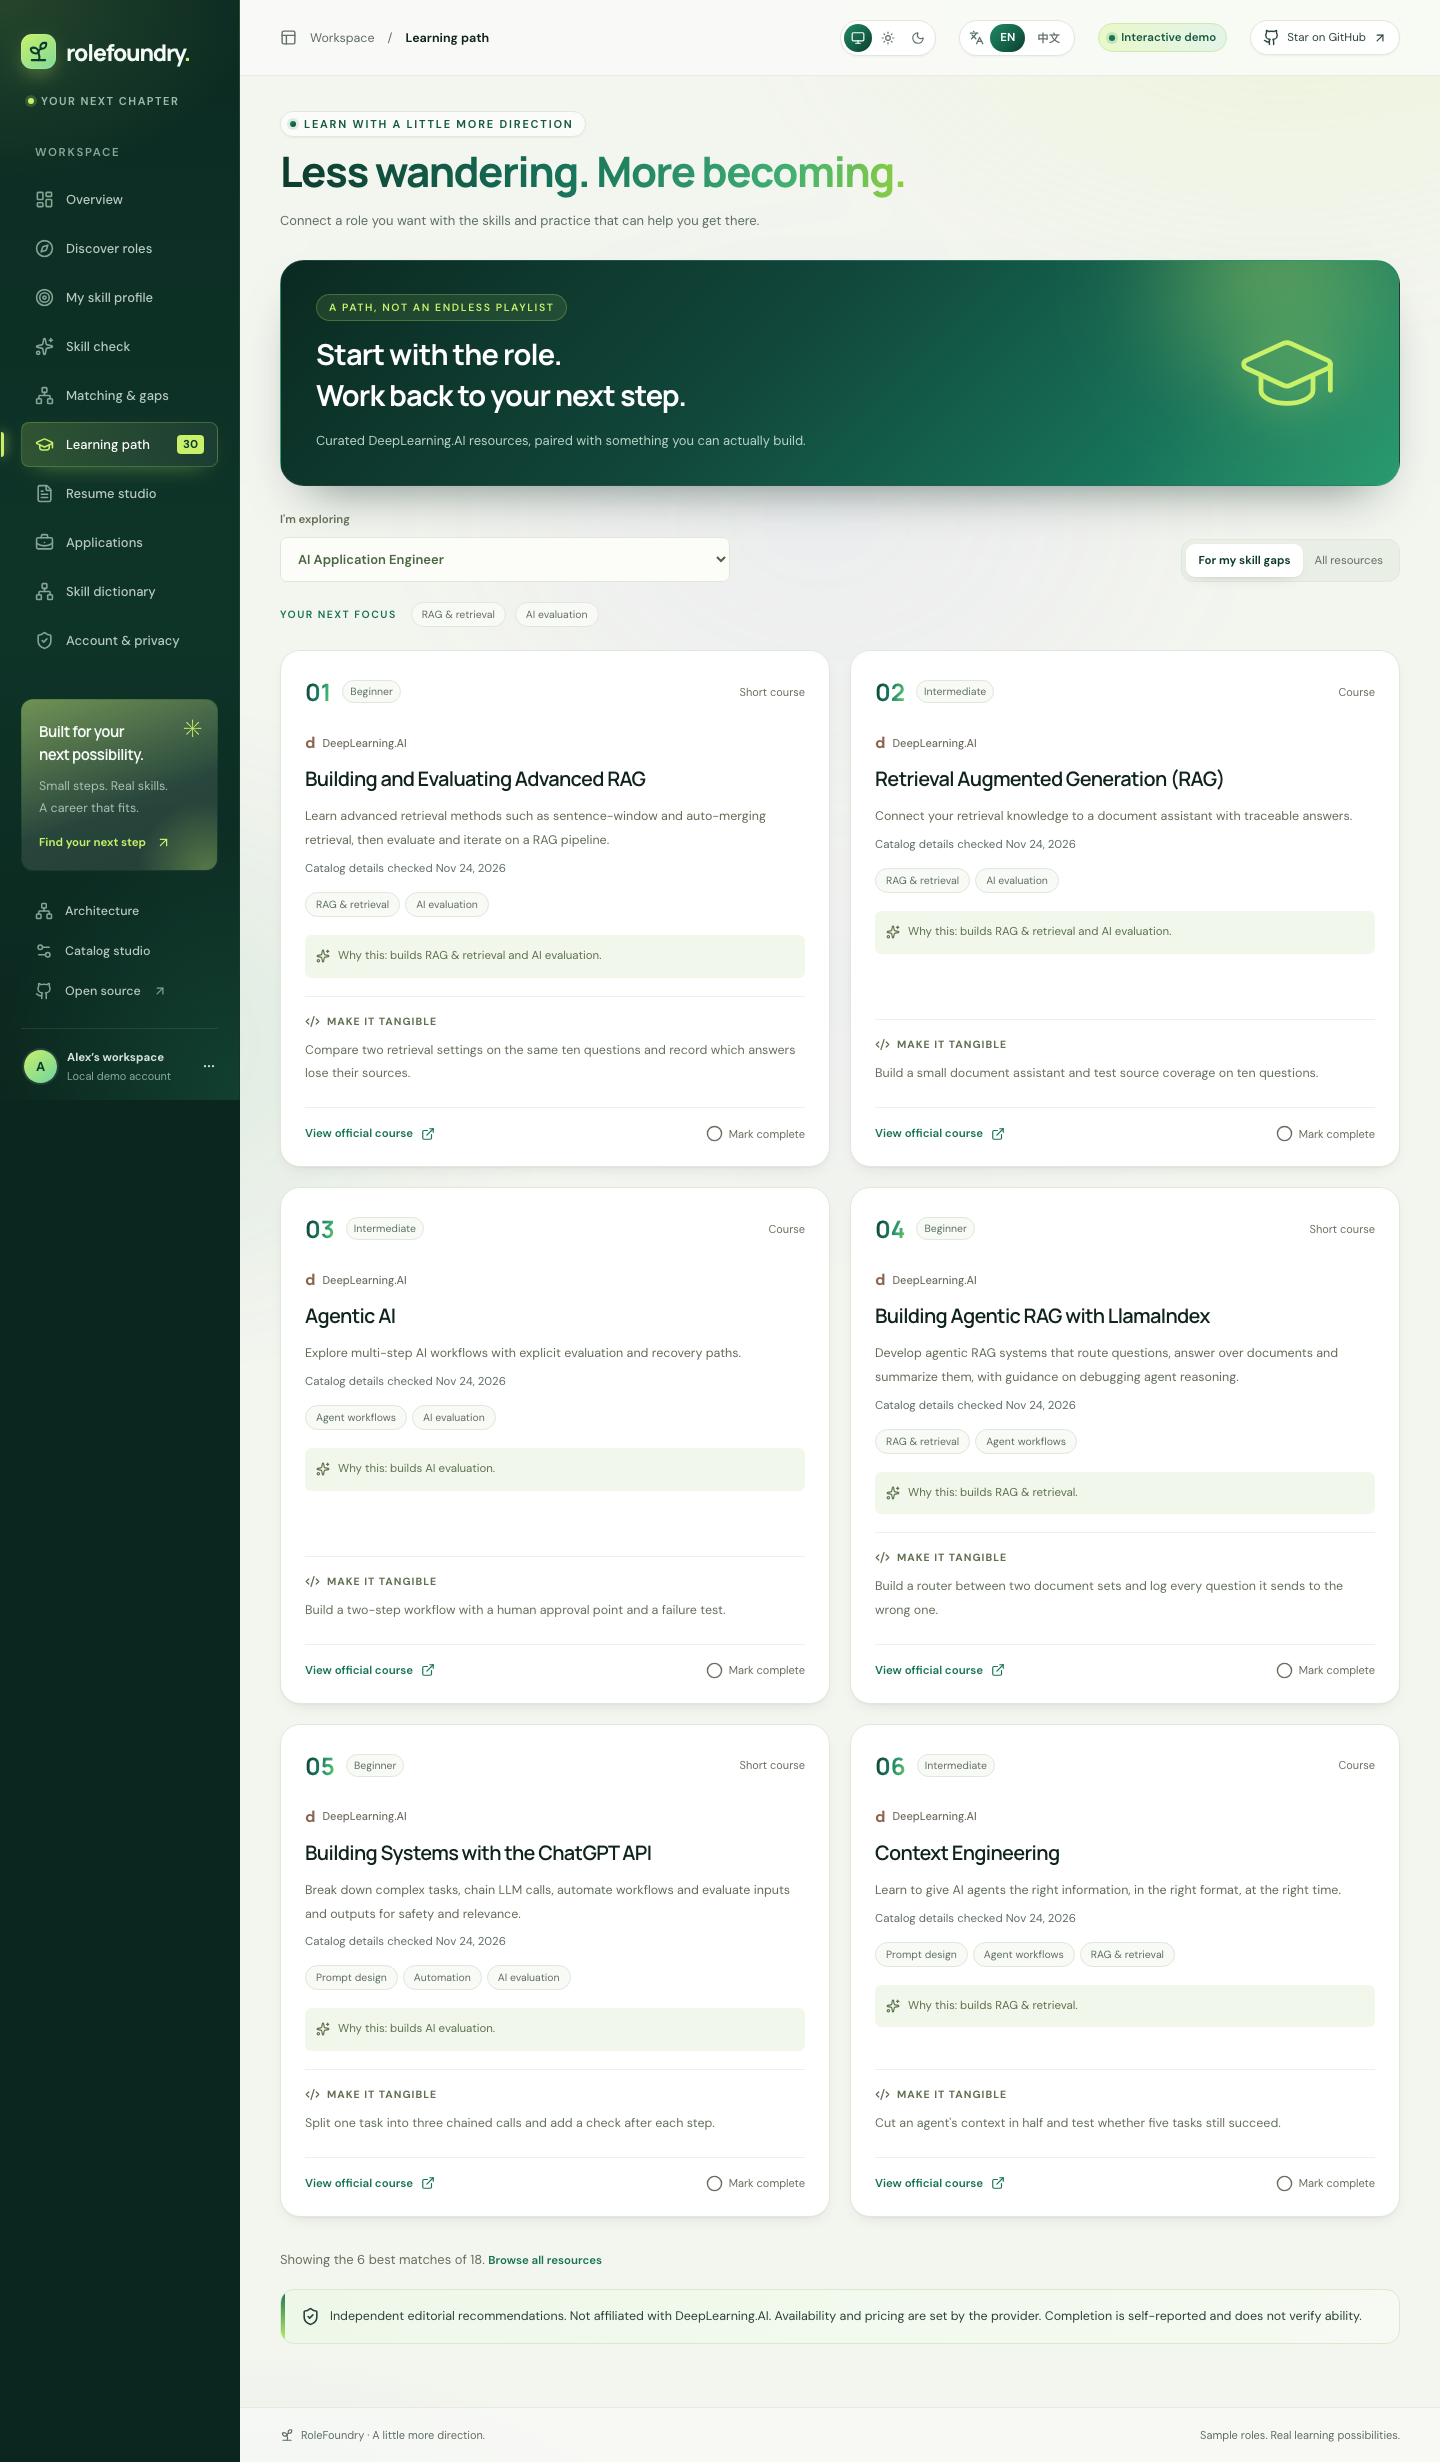 rolefoundry.
YOUR NEXT CHAPTER
WORKSPACE
Overview
Discover roles
My skill profile
Skill check
Matching & gaps
Learning path 30
Resume studio
Applications
Skill dictionary
Account & privacy
Built for your
next possibility.
Small steps. Real skills.
A career that fits.
Find your next step
Architecture
Catalog studio
Open source
A
Alex's workspace
Local demo account
Workspace / Learning path
EN 中文
Interactive demo
Star on GitHub
LEARN WITH A LITTLE MORE DIRECTION
Less wandering. More becoming.
Connect a role you want with the skills and practice that can help you get there.
A PATH, NOT AN ENDLESS PLAYLIST
Start with the role.
Work back to your next step.
Curated DeepLearning.AI resources, paired with something you can actually build.
I'm exploring
AI Application Engineer
For my skill gaps All resources
YOUR NEXT FOCUS RAG & retrieval AI evaluation
01 Beginner Short course
d DeepLearning.AI
Building and Evaluating Advanced RAG
Learn advanced retrieval methods such as sentence-window and auto-merging
retrieval, then evaluate and iterate on a RAG pipeline.
Catalog details checked Nov 24, 2026
RAG & retrieval AI evaluation
Why this: builds RAG & retrieval and AI evaluation.
MAKE IT TANGIBLE
Compare two retrieval settings on the same ten questions and record which answers
lose their sources.
View official course Mark complete
02 Intermediate Course
d DeepLearning.AI
Retrieval Augmented Generation (RAG)
Connect your retrieval knowledge to a document assistant with traceable answers.
Catalog details checked Nov 24, 2026
RAG & retrieval AI evaluation
Why this: builds RAG & retrieval and AI evaluation.
MAKE IT TANGIBLE
Build a small document assistant and test source coverage on ten questions.
View official course Mark complete
03 Intermediate Course
d DeepLearning.AI
Agentic AI
Explore multi-step AI workflows with explicit evaluation and recovery paths.
Catalog details checked Nov 24, 2026
Agent workflows AI evaluation
Why this: builds AI evaluation.
MAKE IT TANGIBLE
Build a two-step workflow with a human approval point and a failure test.
View official course Mark complete
04 Beginner Short course
d DeepLearning.AI
Building Agentic RAG with LlamaIndex
Develop agentic RAG systems that route questions, answer over documents and
summarize them, with guidance on debugging agent reasoning.
Catalog details checked Nov 24, 2026
RAG & retrieval Agent workflows
Why this: builds RAG & retrieval.
MAKE IT TANGIBLE
Build a router between two document sets and log every question it sends to the
wrong one.
View official course Mark complete
05 Beginner Short course
d DeepLearning.AI
Building Systems with the ChatGPT API
Break down complex tasks, chain LLM calls, automate workflows and evaluate inputs
and outputs for safety and relevance.
Catalog details checked Nov 24, 2026
Prompt design Automation AI evaluation
Why this: builds AI evaluation.
MAKE IT TANGIBLE
Split one task into three chained calls and add a check after each step.
View official course Mark complete
06 Intermediate Course
d DeepLearning.AI
Context Engineering
Learn to give AI agents the right information, in the right format, at the right time.
Catalog details checked Nov 24, 2026
Prompt design Agent workflows RAG & retrieval
Why this: builds RAG & retrieval.
MAKE IT TANGIBLE
Cut an agent's context in half and test whether five tasks still succeed.
View official course Mark complete
Showing the 6 best matches of 18. Browse all resources
Independent editorial recommendations. Not affiliated with DeepLearning.AI. Availability and pricing are set by the provider. Completion is self-reported and does not verify ability.
RoleFoundry · A little more direction.
Sample roles. Real learning possibilities.